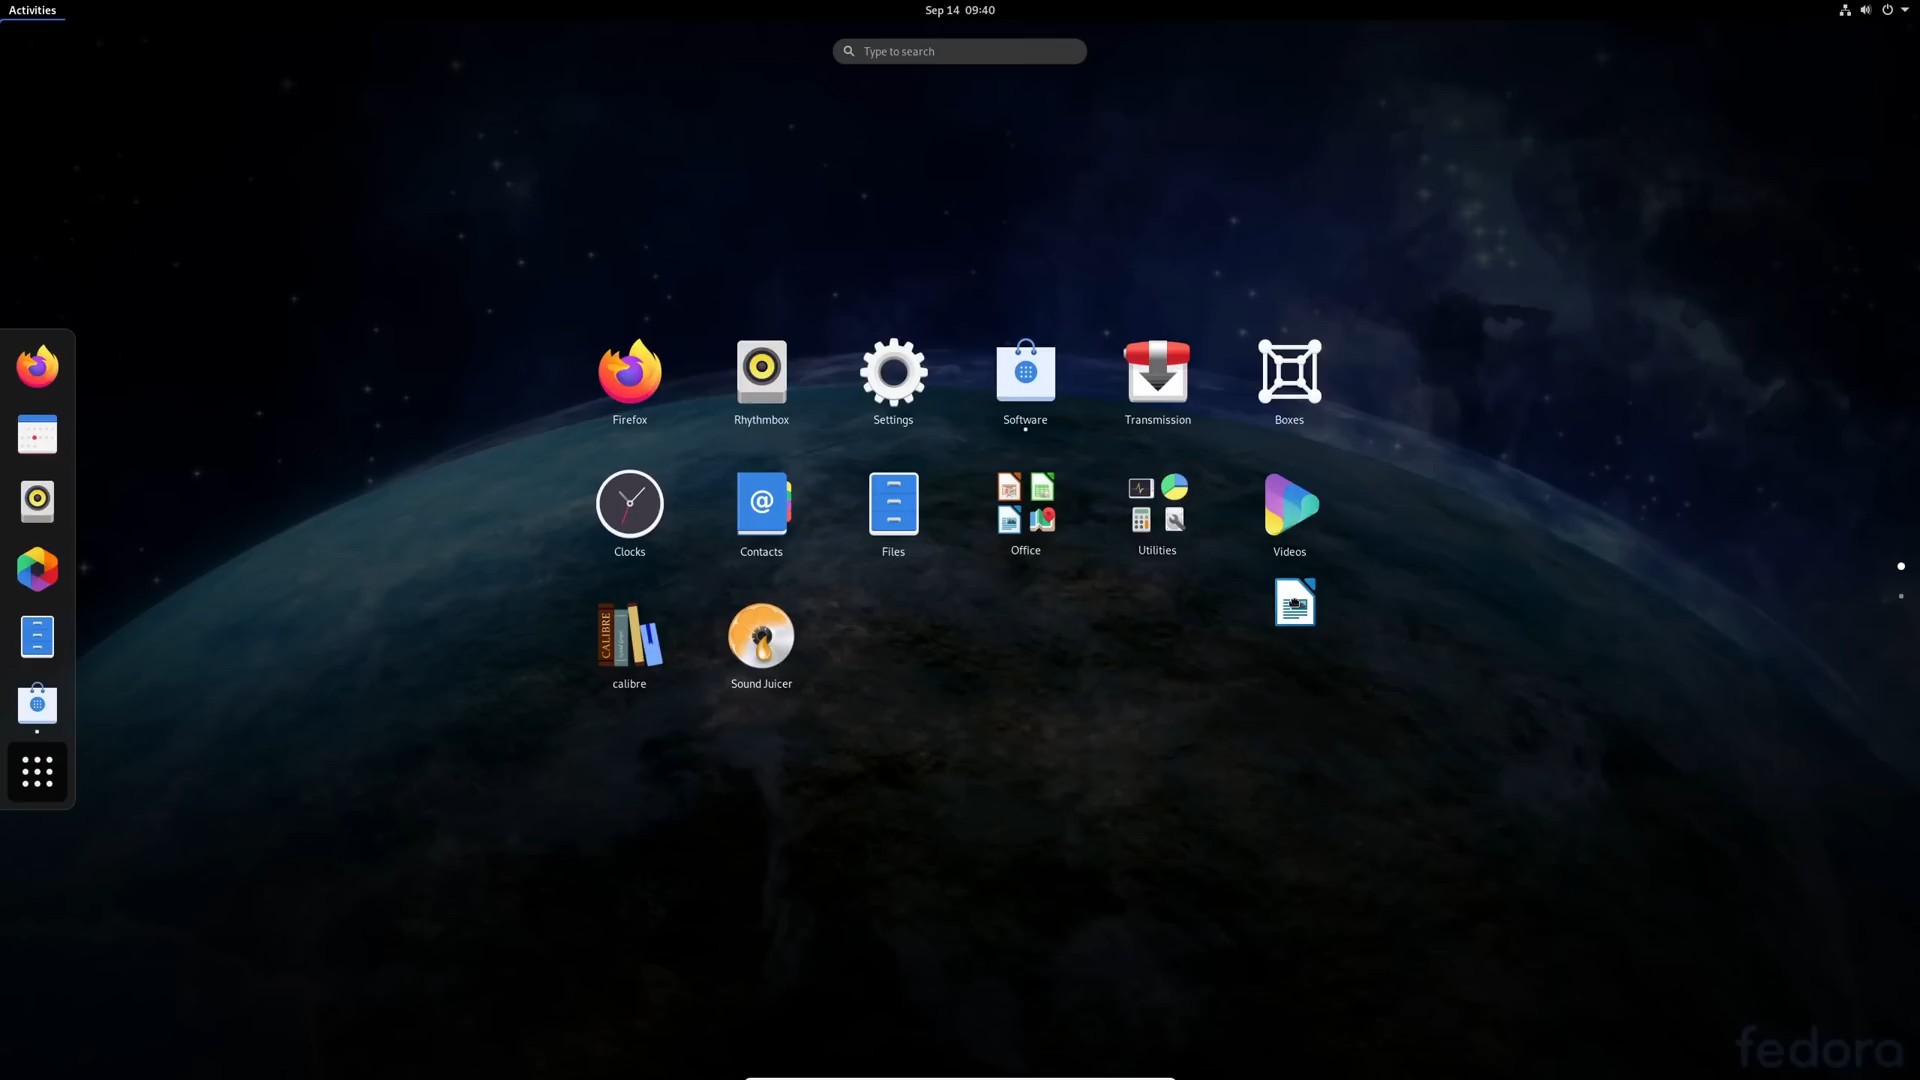 Activities
Sep 14 09:40
Type to search
Firefox
Rhythmbox
Settings
Software
Transmission
Boxes
Clocks
Contacts
Files
Office
Utilities
Videos
CALIBRE
calibre
Sound Juicer
fedora